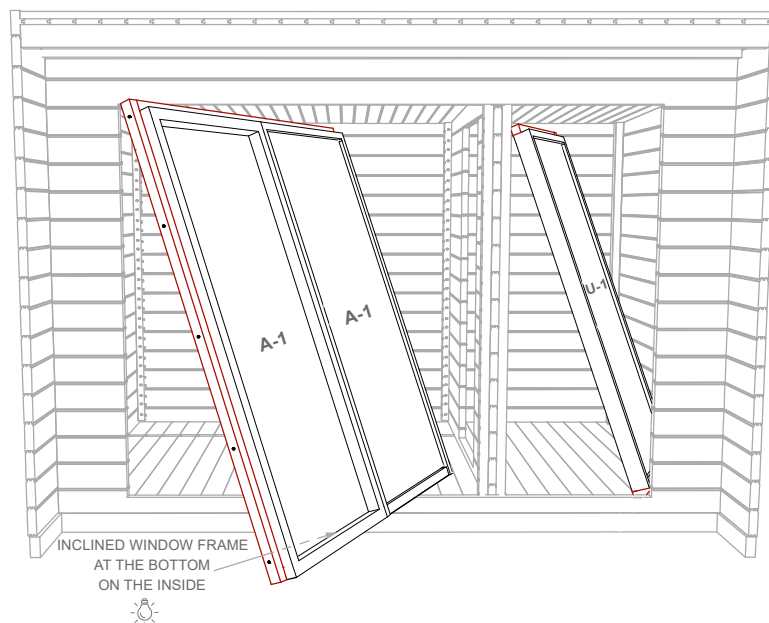 A-1
A-1
U-1
INCLINED WINDOW FRAME
AT THE BOTTOM
ON THE INSIDE